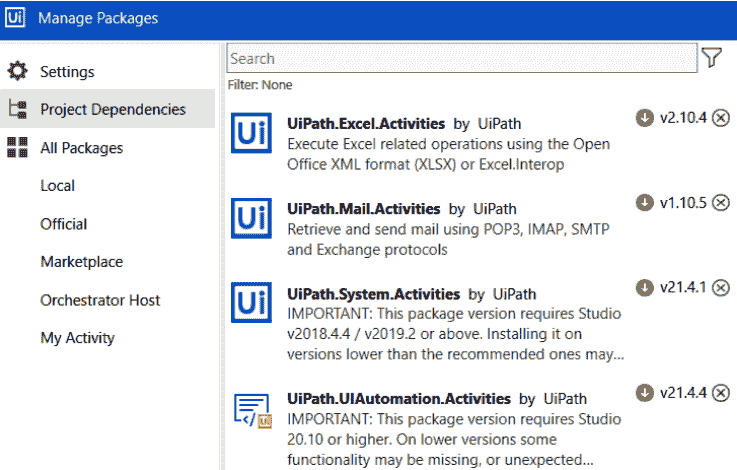 Ui Manage Packages
Settings
Project Dependencies
All Packages
Local
Official
Marketplace
Orchestrator Host
My Activity
Search
Filter: None
Ui UiPath.Excel.Activities by UiPath v2.10.4
Execute Excel related operations using the Open
Office XML format (XLSX) or Excel.Interop
Ui UiPath.Mail.Activities by UiPath v1.10.5
Retrieve and send mail using POP3, IMAP, SMTP
and Exchange protocols
Ui UiPath.System.Activities by UiPath v21.4.1
IMPORTANT: This package version requires Studio
v2018.4.4 / v2019.2 or above. Installing it on
versions lower than the recommended ones may...
UiPath.UIAutomation.Activities by UiPath v21.4.4
IMPORTANT: This package version requires Studio
20.10 or higher. On lower versions some
functionality may be missing, or unexpected...